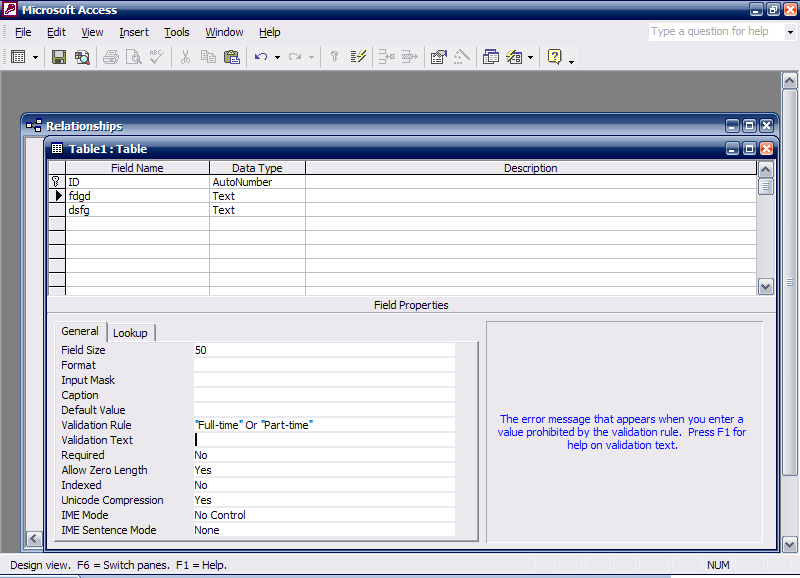 Microsoft Access
File Edit View Insert Tools Window Help
Type a question for help
Relationships
Table1 : Table
Field Name Data Type Description
ID AutoNumber
fdgd Text
dsfg Text
Field Properties
General Lookup
Field Size 50
Format
Input Mask
Caption
Default Value
Validation Rule "Full-time" Or "Part-time"
Validation Text
Required No
Allow Zero Length Yes
Indexed No
Unicode Compression Yes
IME Mode No Control
IME Sentence Mode None
The error message that appears when you enter a
value prohibited by the validation rule. Press F1 for
help on validation text.
Design view. F6 = Switch panes. F1 = Help. NUM